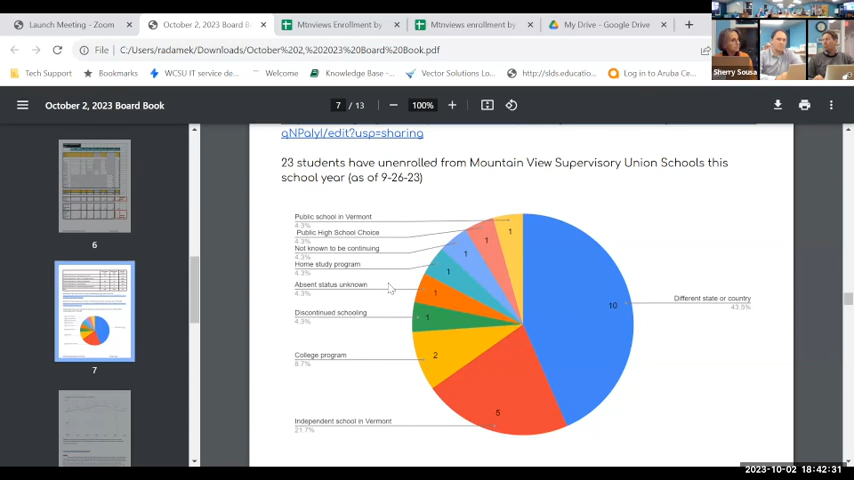 Launch Meeting - Zoom
October 2, 2023 Board B
Mtnviews Enrollment by
Mtnviews enrollment by
My Drive - Google Drive
File
C:/Users/radamek/Downloads/October%202,%202023%20Board%20Book.pdf
Tech Support
Bookmarks
WCSU IT service de...
Welcome
Knowledge Base -...
Vector Solutions Lo...
http://slds.educatio...
Log in to Aruba Ce...
Sherry Sousa
October 2, 2023 Board Book
7 / 13
100%
qNPalyI/edit?usp=sharing
23 students have unenrolled from Mountain View Supervisory Union Schools this
school year (as of 9-26-23)
Public school in Vermont
4.3%
Public High School Choice
4.3%
Not known to be continuing
4.3%
Home study program
4.3%
Absent status unknown
4.3%
Discontinued schooling
4.3%
College program
8.7%
Independent school in Vermont
21.7%
Different state or country
43.5%
1
1
1
1
1
1
2
5
10
6
7
2023-10-02 18:42:31